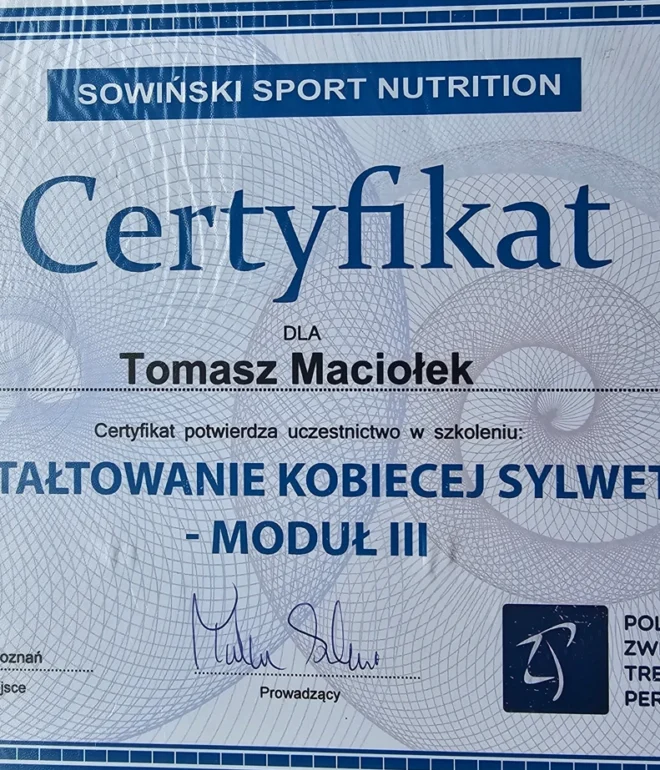 SOWIŃSKI SPORT NUTRITION
Certyfikat
DLA
Tomasz Maciołek
Certyfikat potwierdza uczestnictwo w szkoleniu:
TAŁTOWANIE KOBIECEJ SYLWET
- MODUŁ III
oznań
jsce
Prowadzący
POL
ZWI
TRE
PER